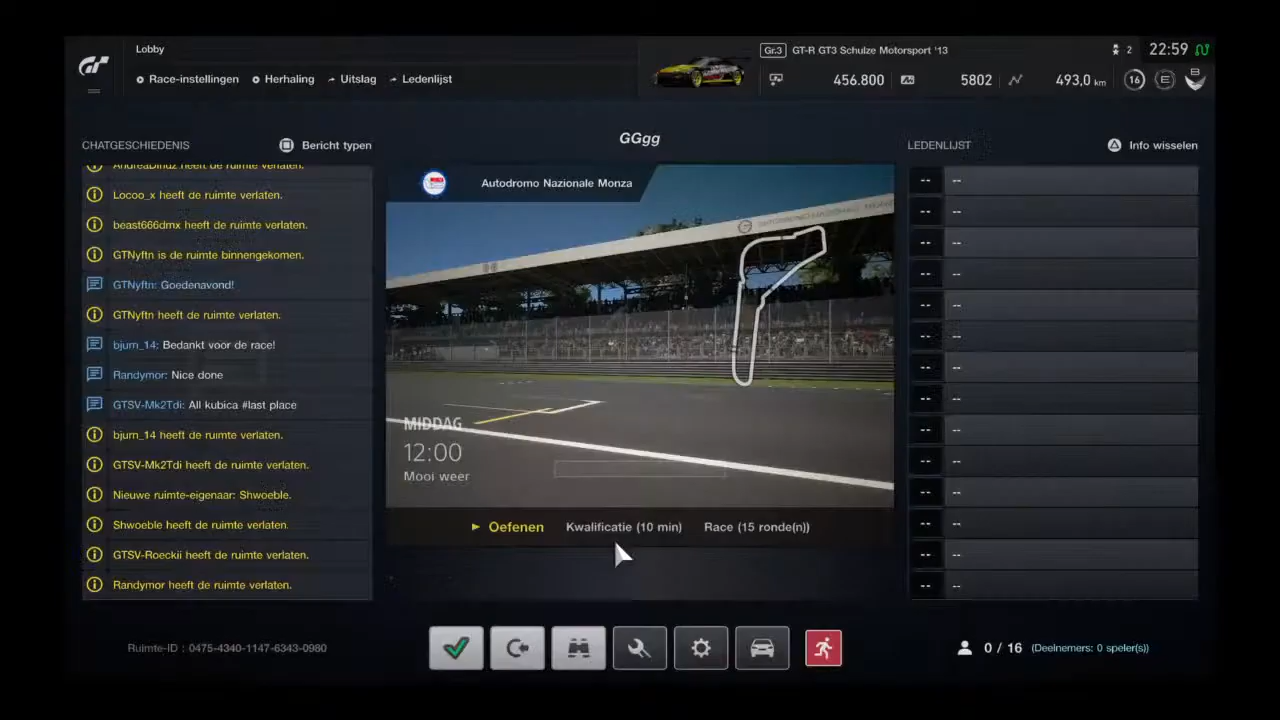 Lobby
Race-instellingen
Herhaling
Uitslag
Ledenlijst
Gr.3
GT-R GT3 Schulze Motorsport '13
2
22:59
456.800
5802
493,0 km
16
E
B
CHATGESCHIEDENIS
Bericht typen
AndreaDindz heeft de ruimte verlaten.
Locoo_x heeft de ruimte verlaten.
beast666dmx heeft de ruimte verlaten.
GTNyftn is de ruimte binnengekomen.
GTNyftn: Goedenavond!
GTNyftn heeft de ruimte verlaten.
bjurn_14: Bedankt voor de race!
Randymor: Nice done
GTSV-Mk2Tdi: All kubica #last place
bjurn_14 heeft de ruimte verlaten.
GTSV-Mk2Tdi heeft de ruimte verlaten.
Nieuwe ruimte-eigenaar: Shwoeble.
Shwoeble heeft de ruimte verlaten.
GTSV-Roeckii heeft de ruimte verlaten.
Randymor heeft de ruimte verlaten.
Ruimte-ID : 0475-4340-1147-6343-0980
GGgg
Autodromo Nazionale Monza
MIDDAG
12:00
Mooi weer
Oefenen
Kwalificatie (10 min)
Race (15 ronde(n))
LEDENLIJST
Info wisselen
-- --
-- --
-- --
-- --
-- --
-- --
-- --
-- --
-- --
-- --
-- --
-- --
-- --
-- --
0 / 16 (Deelnemers: 0 speler(s))